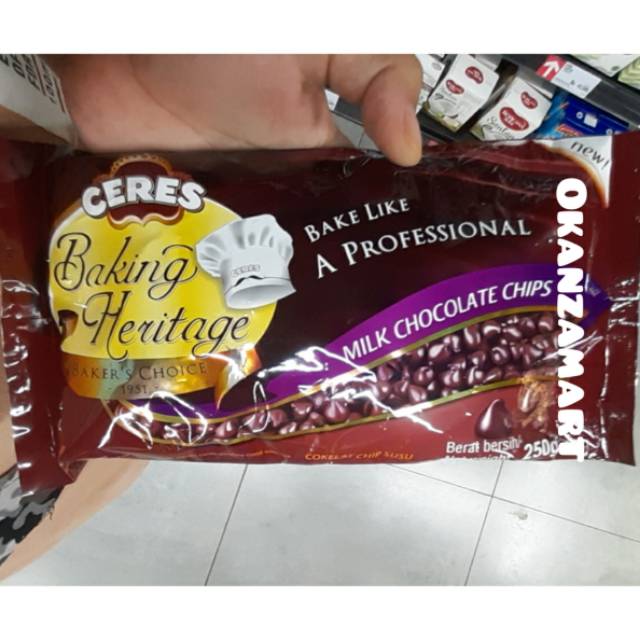 CERES
Baking
Heritage
BAKER'S CHOICE
- 1951 -
CERES
BAKE LIKE
A PROFESSIONAL
new!
MILK CHOCOLATE CHIPS
Berat bersih
250g
COKELAT CHIP SUSU
OKANZAMART